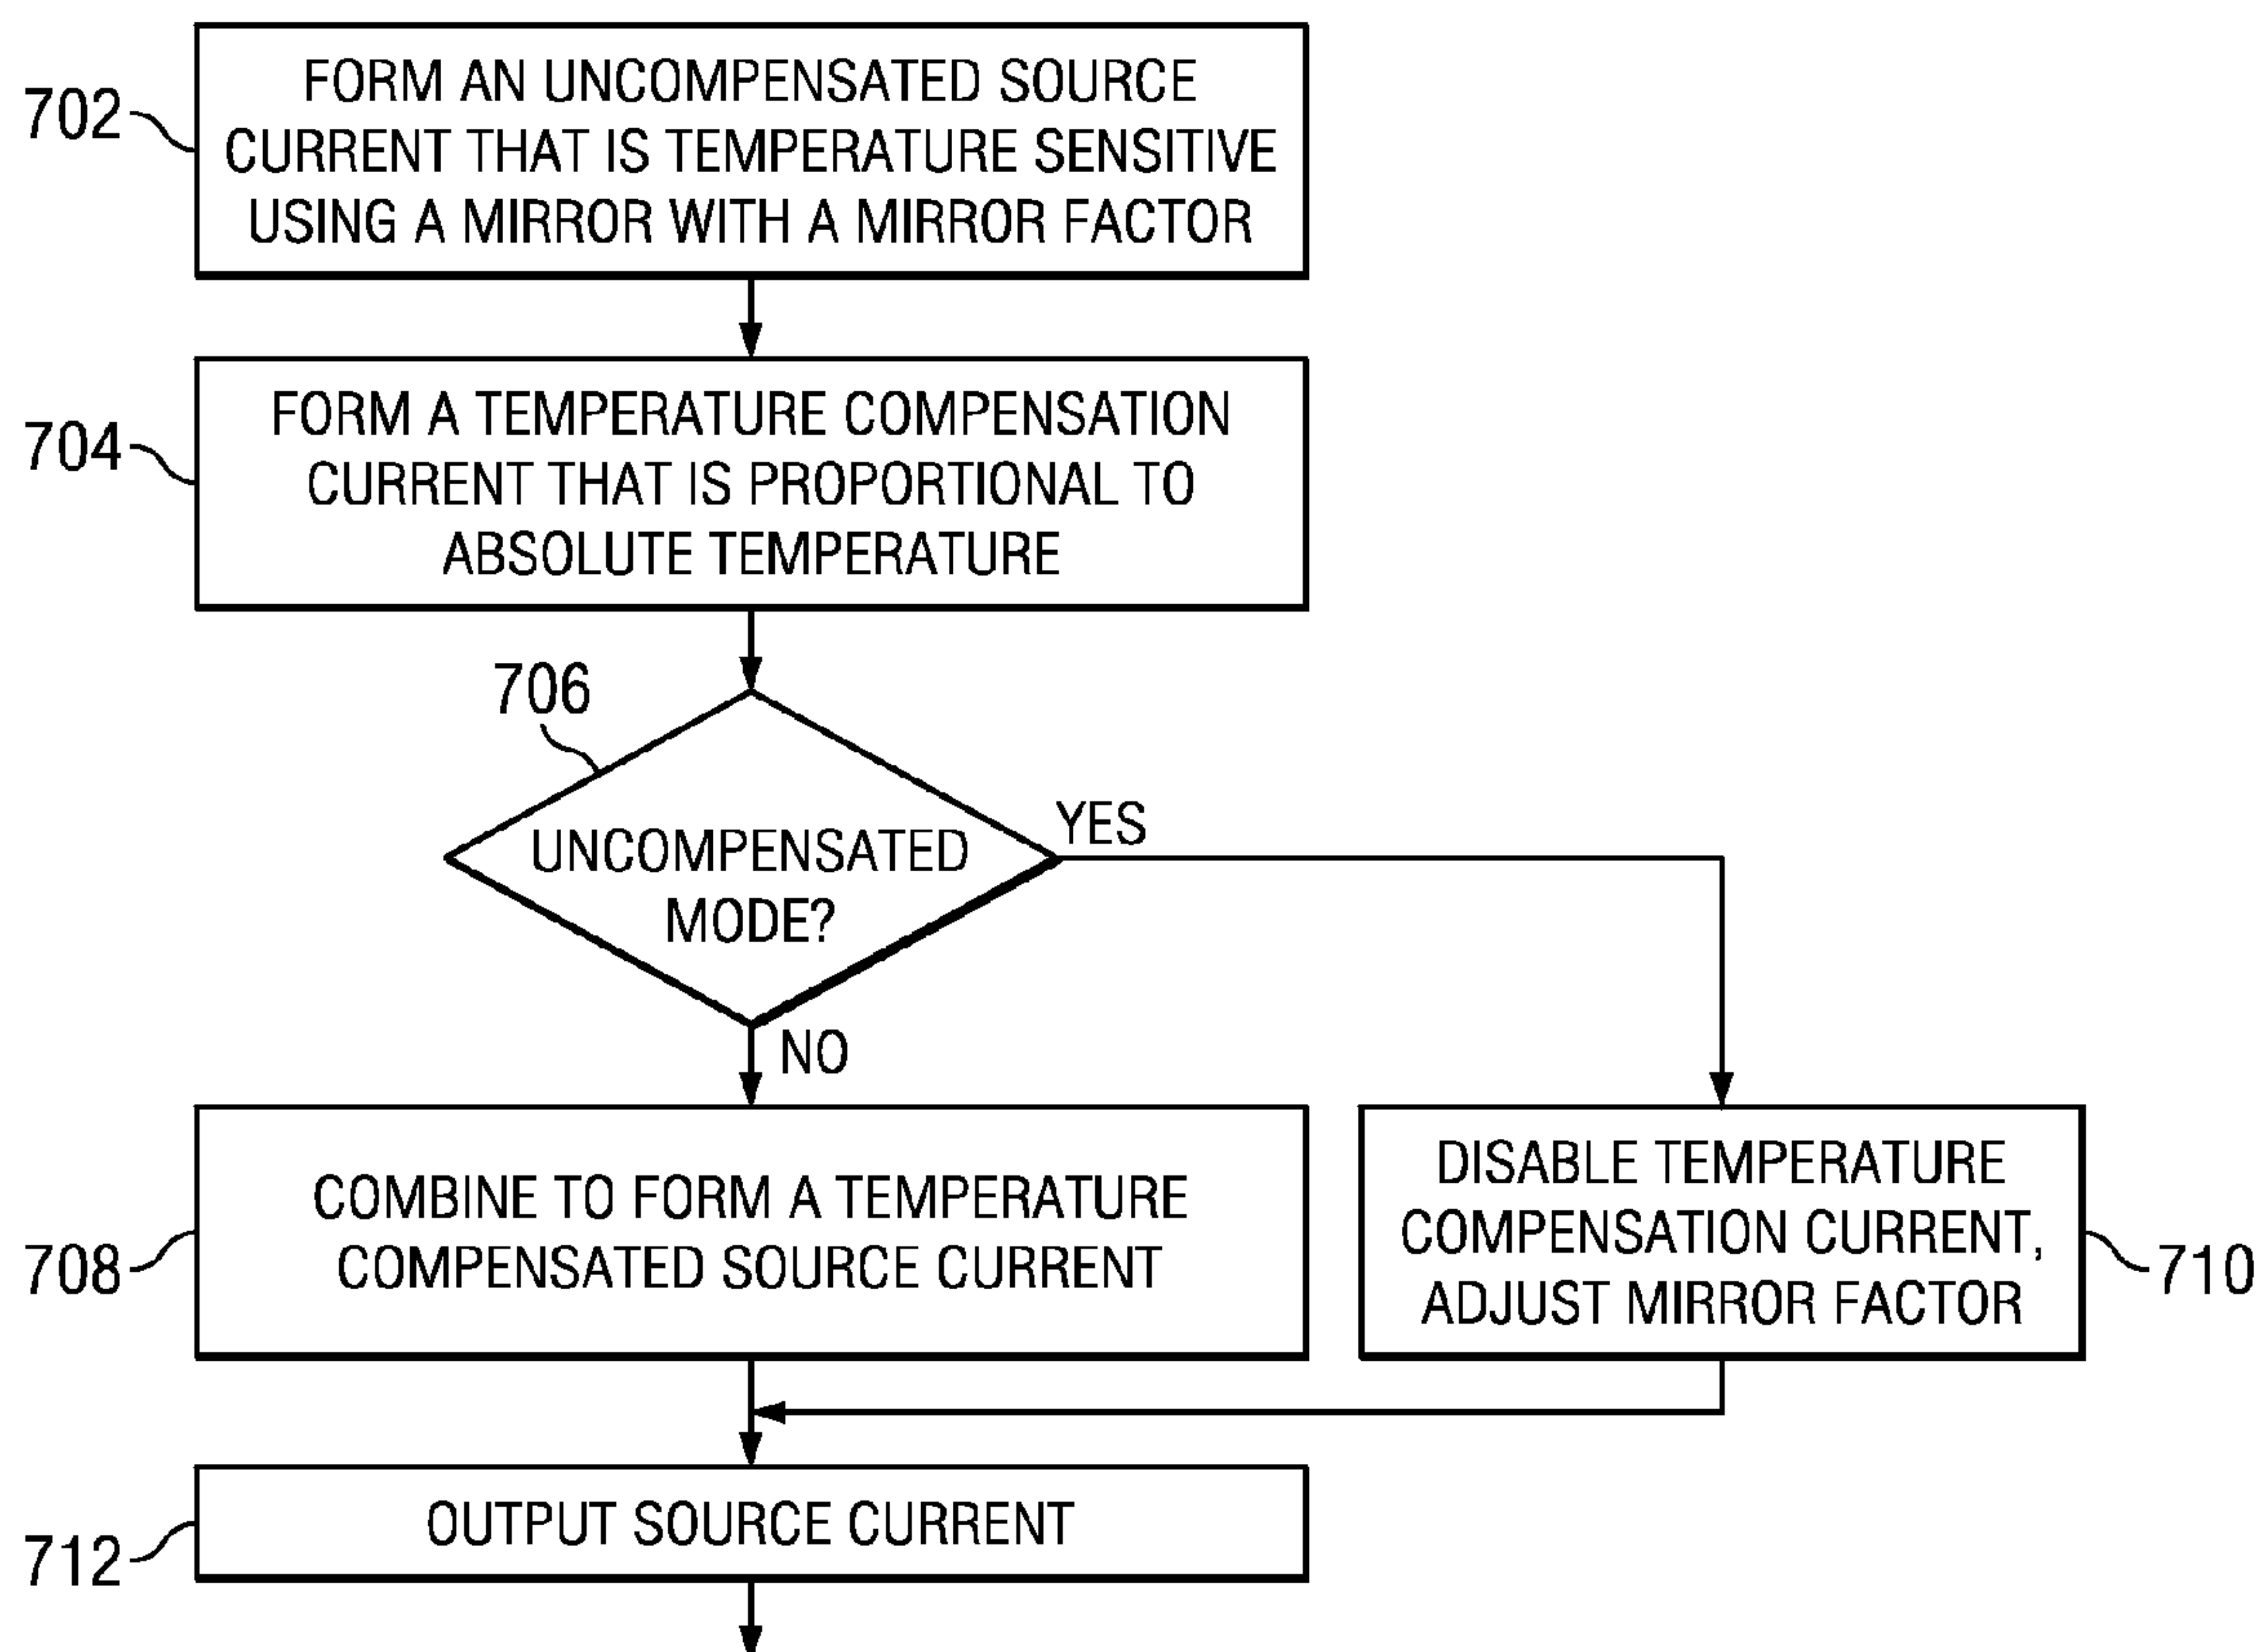 702
FORM AN UNCOMPENSATED SOURCE
CURRENT THAT IS TEMPERATURE SENSITIVE
USING A MIRROR WITH A MIRROR FACTOR
704
FORM A TEMPERATURE COMPENSATION
CURRENT THAT IS PROPORTIONAL TO
ABSOLUTE TEMPERATURE
706
UNCOMPENSATED
MODE?
YES
NO
708
COMBINE TO FORM A TEMPERATURE
COMPENSATED SOURCE CURRENT
DISABLE TEMPERATURE
COMPENSATION CURRENT,
ADJUST MIRROR FACTOR
710
712
OUTPUT SOURCE CURRENT